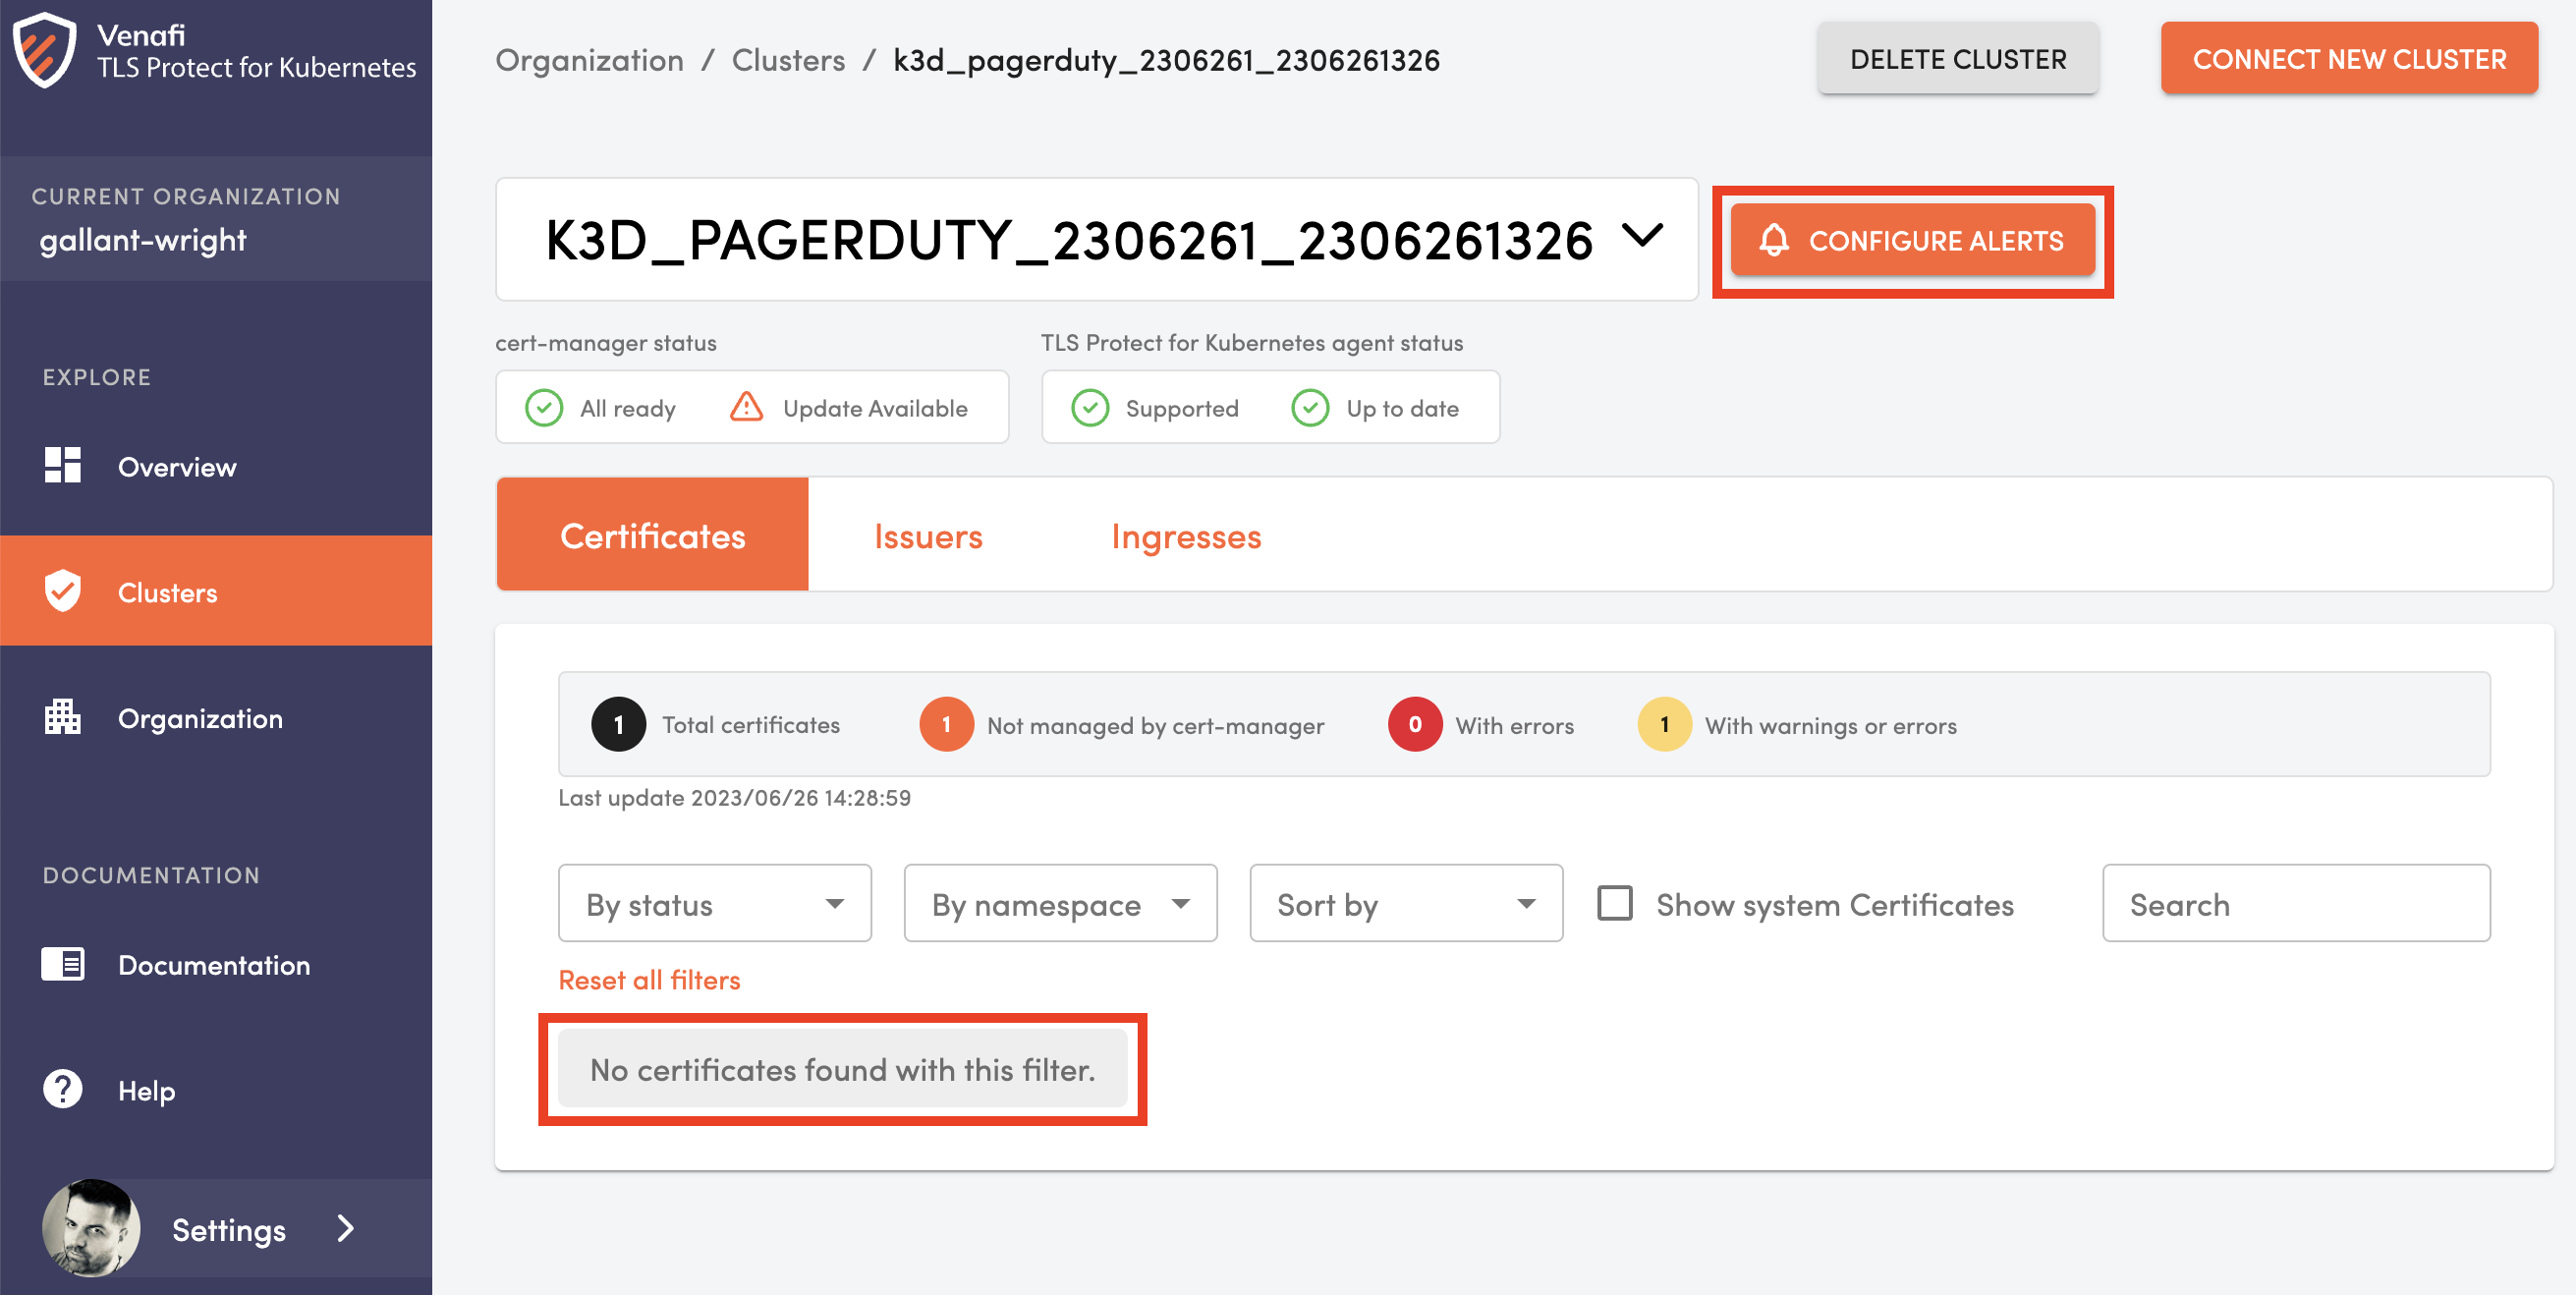 Venafi
TLS Protect for Kubernetes
CURRENT ORGANIZATION
gallant-wright
EXPLORE
Overview
Clusters
Organization
DOCUMENTATION
Documentation
Help
Settings
Organization / Clusters / k3d_pagerduty_2306261_2306261326
DELETE CLUSTER
CONNECT NEW CLUSTER
K3D_PAGERDUTY_2306261_2306261326
CONFIGURE ALERTS
cert-manager status
All ready
Update Available
TLS Protect for Kubernetes agent status
Supported
Up to date
Certificates
Issuers
Ingresses
1 Total certificates
1 Not managed by cert-manager
0 With errors
1 With warnings or errors
Last update 2023/06/26 14:28:59
By status
By namespace
Sort by
Show system Certificates
Search
Reset all filters
No certificates found with this filter.